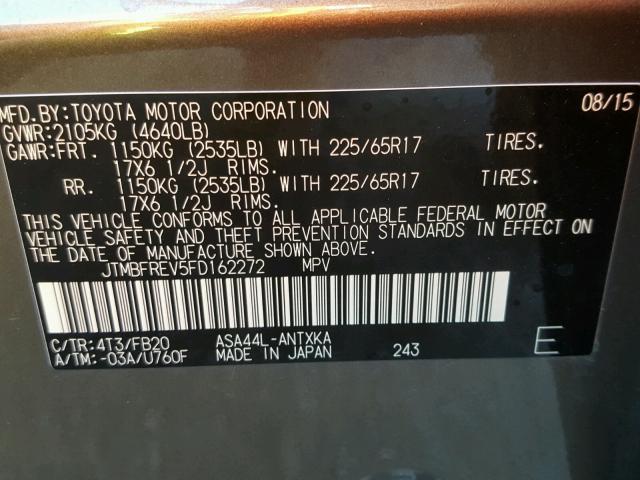 MFD.BY:TOYOTA MOTOR CORPORATION 08/15
GVWR:2105KG (4640LB)
GAWR:FRT. 1150KG (2535LB) WITH 225/65R17 TIRES.
17X6 1/2J RIMS.
RR. 1150KG (2535LB) WITH 225/65R17 TIRES.
17X6 1/2J RIMS.
THIS VEHICLE CONFORMS TO ALL APPLICABLE FEDERAL MOTOR
VEHICLE SAFETY AND THEFT PREVENTION STANDARDS IN EFFECT ON
THE DATE OF MANUFACTURE SHOWN ABOVE.
JTMBFREV5FD162272 MPV
C/TR:4T3/FB20 ASA44L-ANTXKA
A/TM:-03A/U760F MADE IN JAPAN 243 E